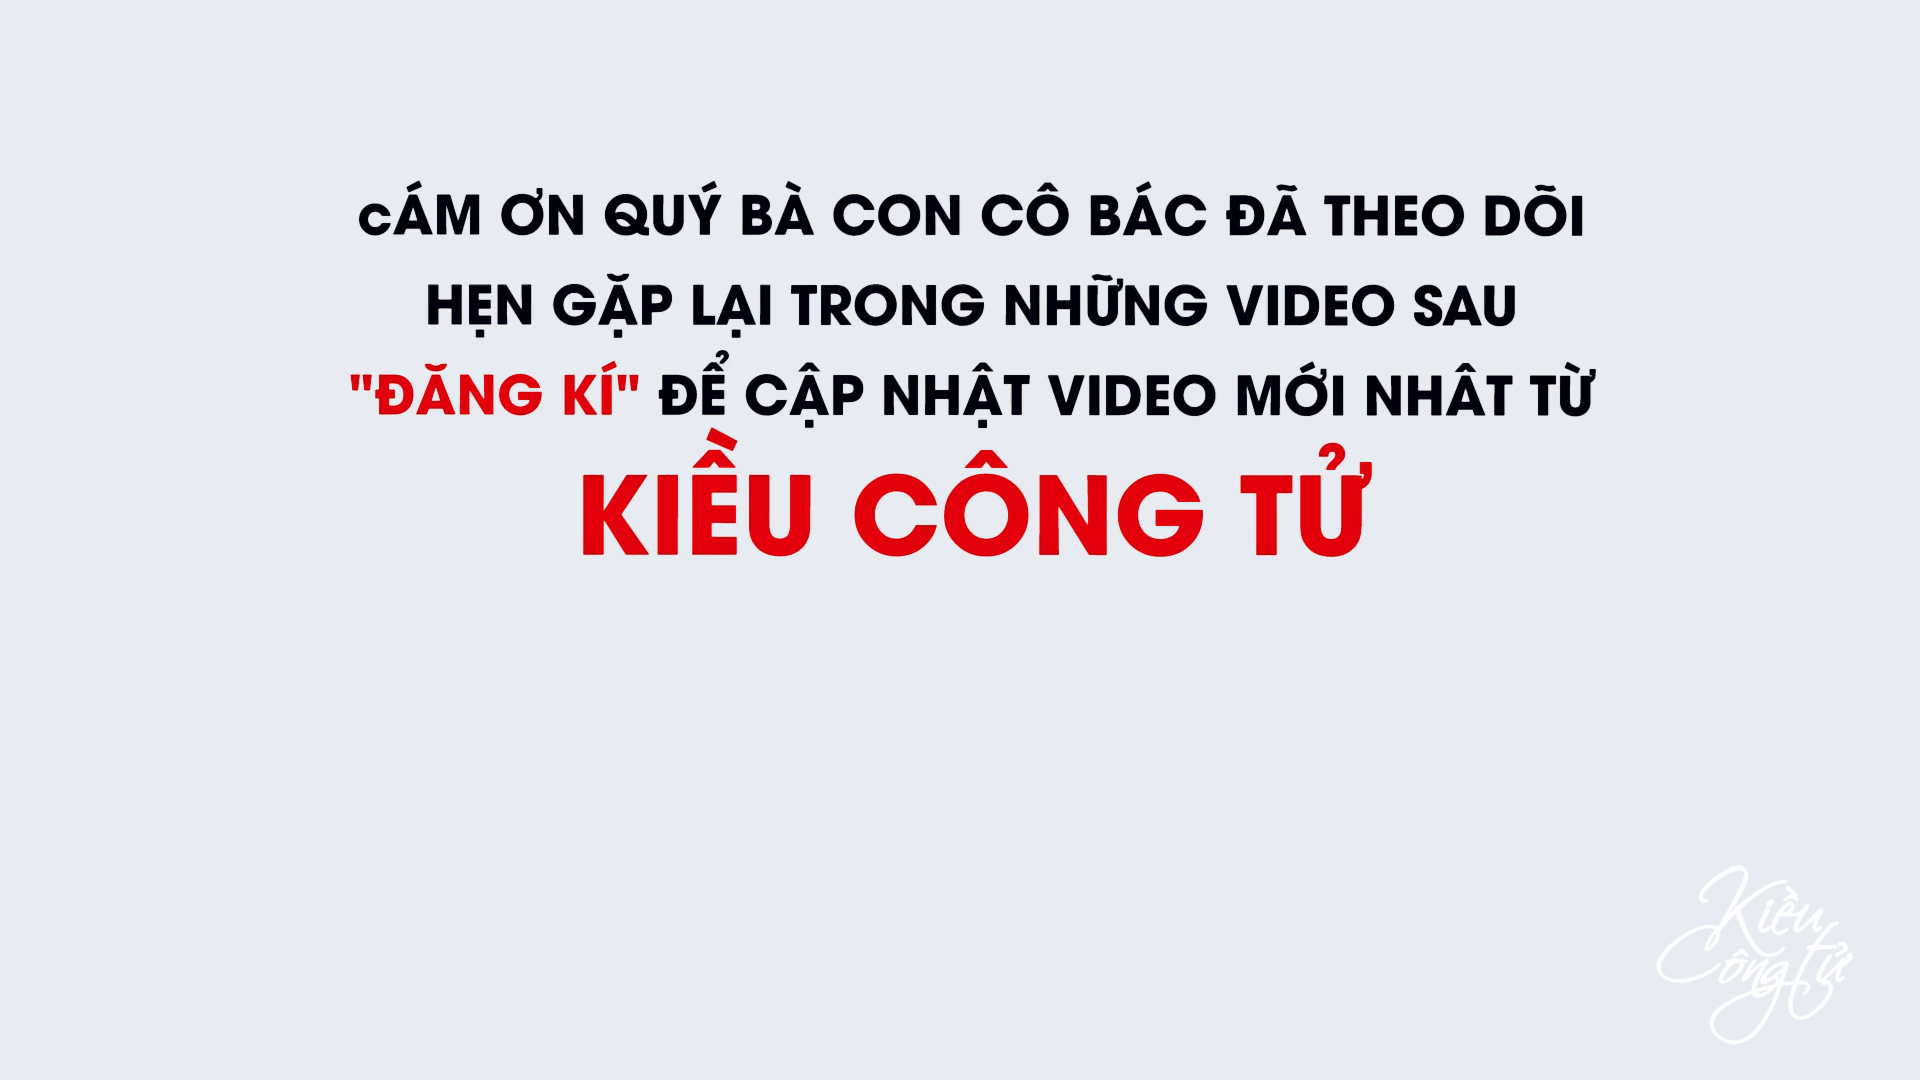 cÁM ƠN QUÝ BÀ CON CÔ BÁC ĐÃ THEO DÕI
HẸN GẶP LẠI TRONG NHỮNG VIDEO SAU
"ĐĂNG KÍ" ĐỂ CẬP NHẬT VIDEO MỚI NHÂT TỪ
KIỀU CÔNG TỬ
Kiều
Công Tử